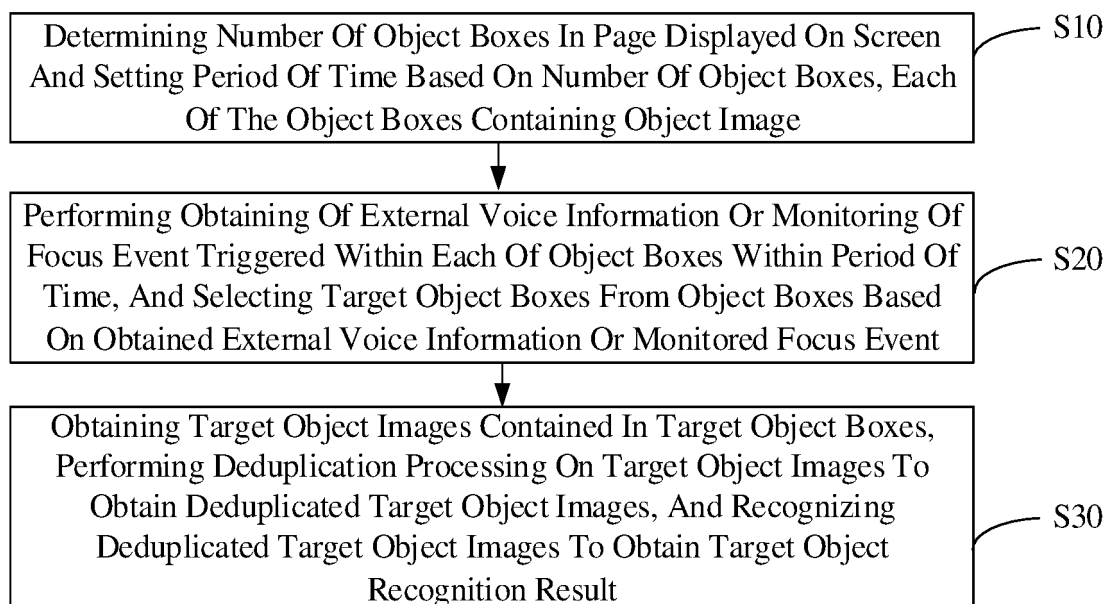 Determining Number Of Object Boxes In Page Displayed On Screen
And Setting Period Of Time Based On Number Of Object Boxes, Each
Of The Object Boxes Containing Object Image
S10
Performing Obtaining Of External Voice Information Or Monitoring Of
Focus Event Triggered Within Each Of Object Boxes Within Period Of
Time, And Selecting Target Object Boxes From Object Boxes Based
On Obtained External Voice Information Or Monitored Focus Event
S20
Obtaining Target Object Images Contained In Target Object Boxes,
Performing Deduplication Processing On Target Object Images To
Obtain Deduplicated Target Object Images, And Recognizing
Deduplicated Target Object Images To Obtain Target Object
Recognition Result
S30